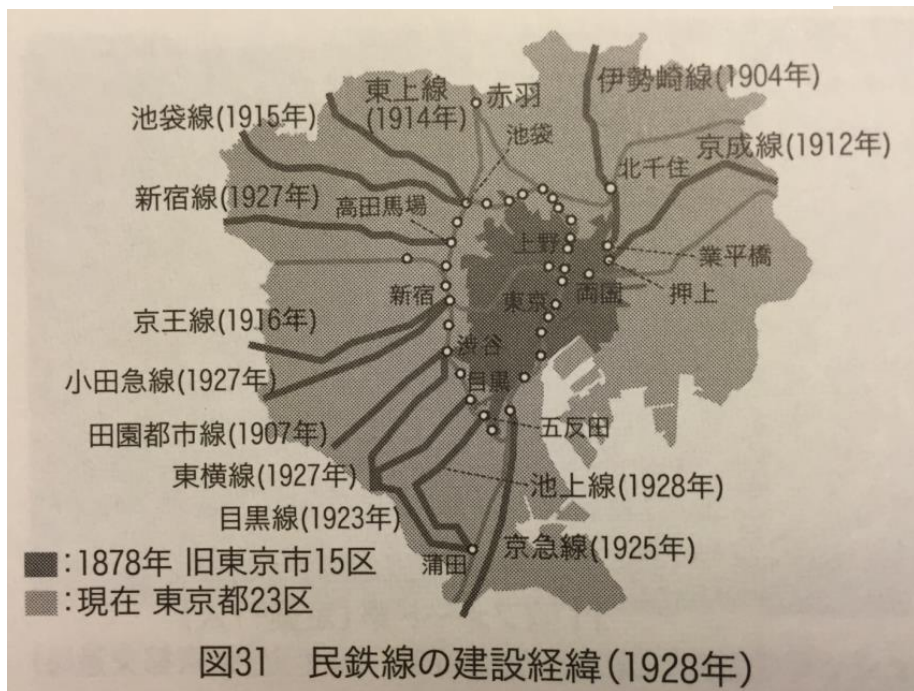 伊勢崎線(1904年)
東上線
(1914年)
赤羽
池袋線(1915年)
池袋
京成線(1912年)
北千住
新宿線(1927年)
高田馬場
上野
業平橋
新宿
東京
両国
押上
京王線(1916年)
渋谷
小田急線(1927年)
目黒
田園都市線(1907年)
五反田
東横線(1927年)
池上線(1928年)
目黒線(1923年)
京急線(1925年)
蒲田
:1878年 旧東京市15区
:現在 東京都23区
図31 民鉄線の建設経緯(1928年)